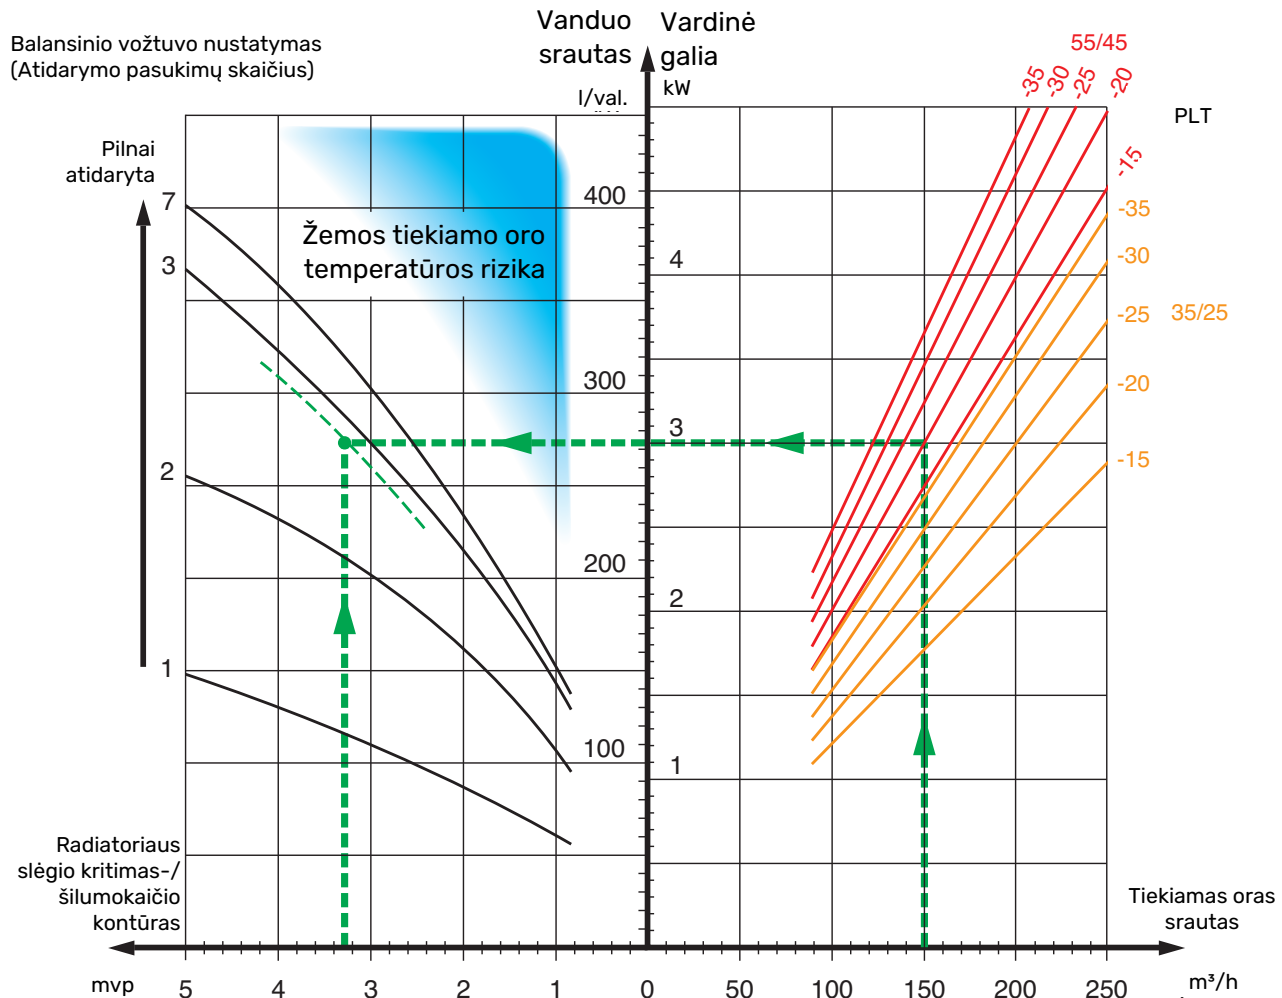 Balansinio vožtuvo nustatymas
(Atidarymo pasukimų skaičius)
Vanduo
srautas
l/val.
Vardinė
galia
kW
55/45
-35
-30
-25
-20
-15
PLT
-35
-30
-25
-20
-15
35/25
Pilnai
atidaryta
7
3
2
1
Žemos tiekiamo oro
temperatūros rizika
400
300
200
100
4
3
2
1
Radiatoriaus
slėgio kritimas-/
šilumokaičio
kontūras
Tiekiamas oras
srautas
mvp
5
4
3
2
1
0
50
100
150
200
250
m³/h